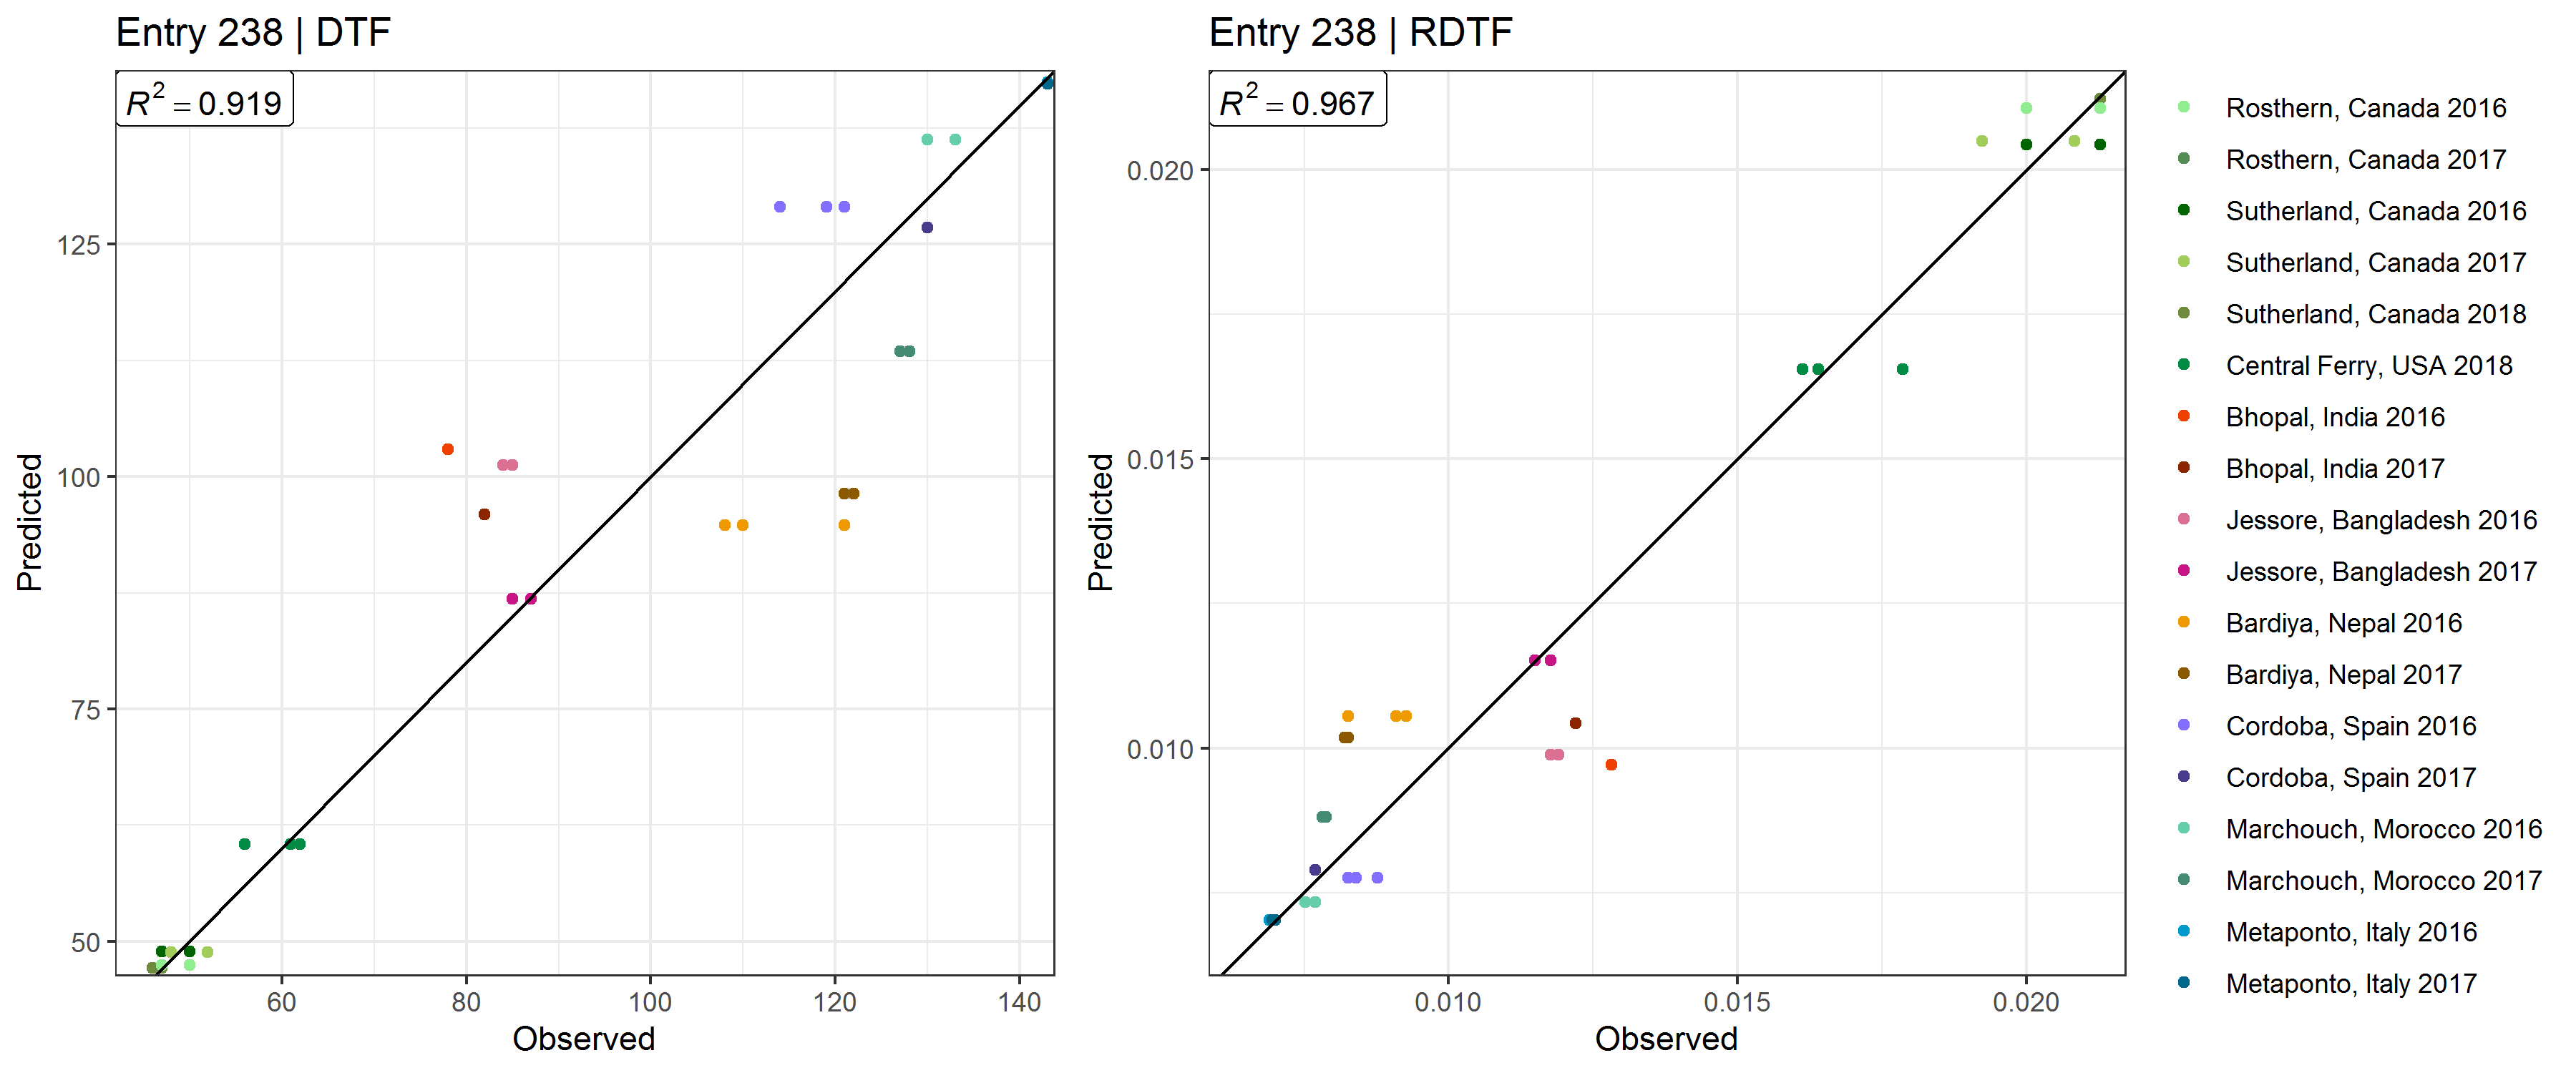 Entry 238 | DTF
R² = 0.919
125
100
75
50
60 80 100 120 140
Predicted
Observed
Entry 238 | RDTF
R² = 0.967
0.020
0.015
0.010
0.010 0.015 0.020
Predicted
Observed
Rosthern, Canada 2016
Rosthern, Canada 2017
Sutherland, Canada 2016
Sutherland, Canada 2017
Sutherland, Canada 2018
Central Ferry, USA 2018
Bhopal, India 2016
Bhopal, India 2017
Jessore, Bangladesh 2016
Jessore, Bangladesh 2017
Bardiya, Nepal 2016
Bardiya, Nepal 2017
Cordoba, Spain 2016
Cordoba, Spain 2017
Marchouch, Morocco 2016
Marchouch, Morocco 2017
Metaponto, Italy 2016
Metaponto, Italy 2017